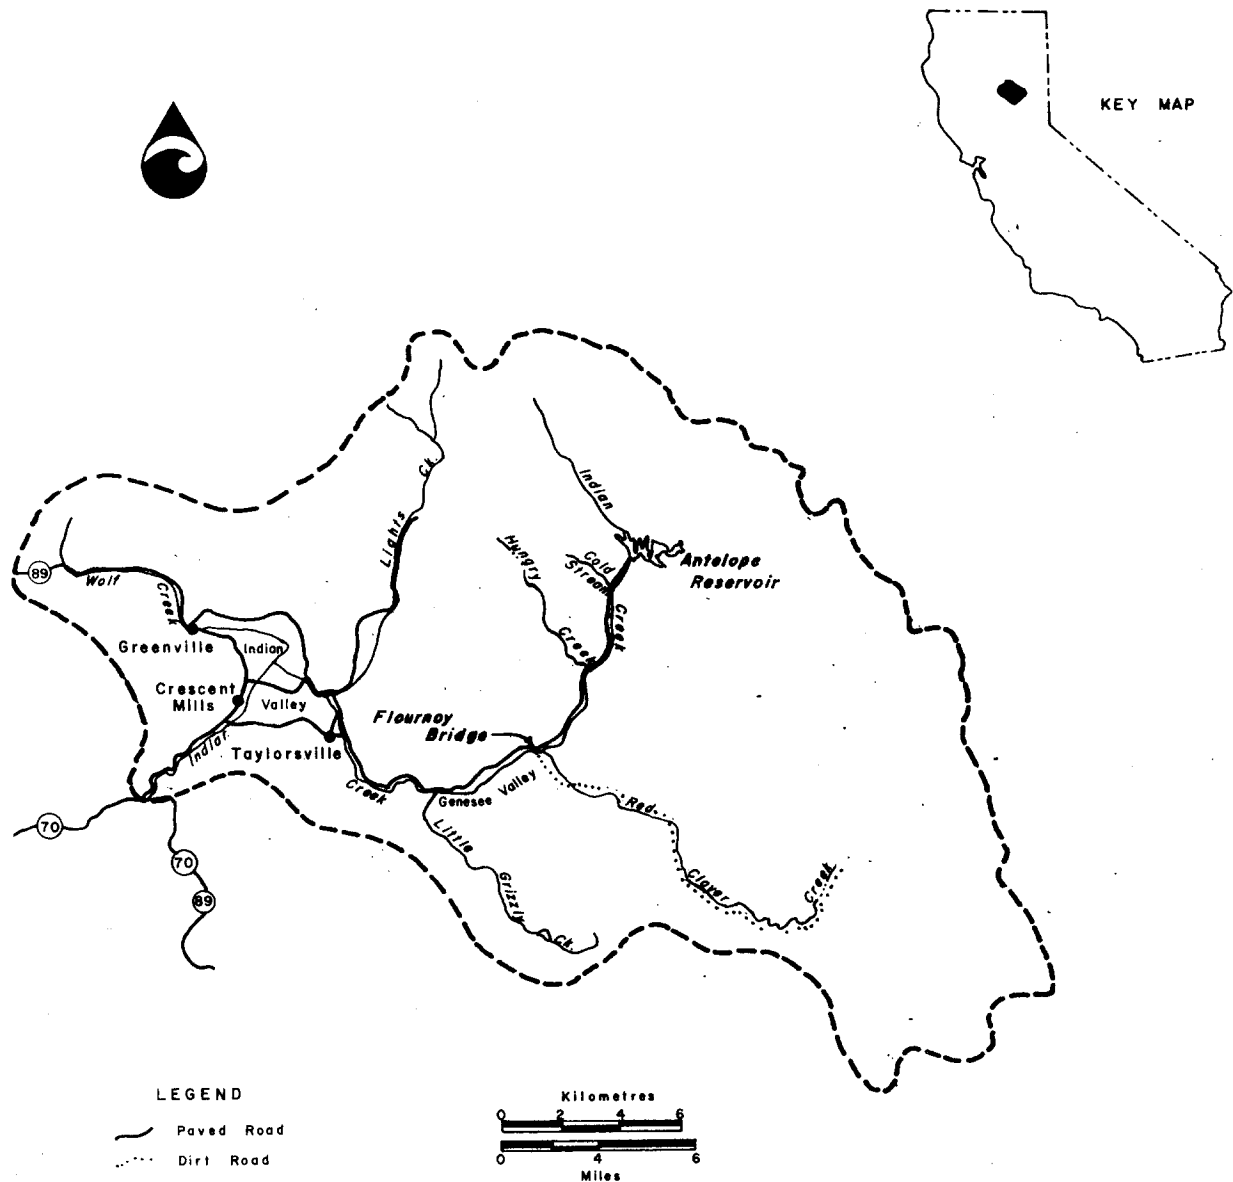 KEY MAP
Indian
Ck.
Lights
Hungry
Creek
Cold
Stream
Creek
Antelope
Reservoir
89
Wolf
Creek
Greenville
Indian
Valley
Crescent
Mills
Flournoy
Bridge
Indian
Taylorsville
Creek
Genesee Valley
Red
Clover
Creek
Little
Grizzly
Ck.
70
70
89
LEGEND
Paved Road
Dirt Road
Kilometres
0 2 4 6
0 4 6
Miles